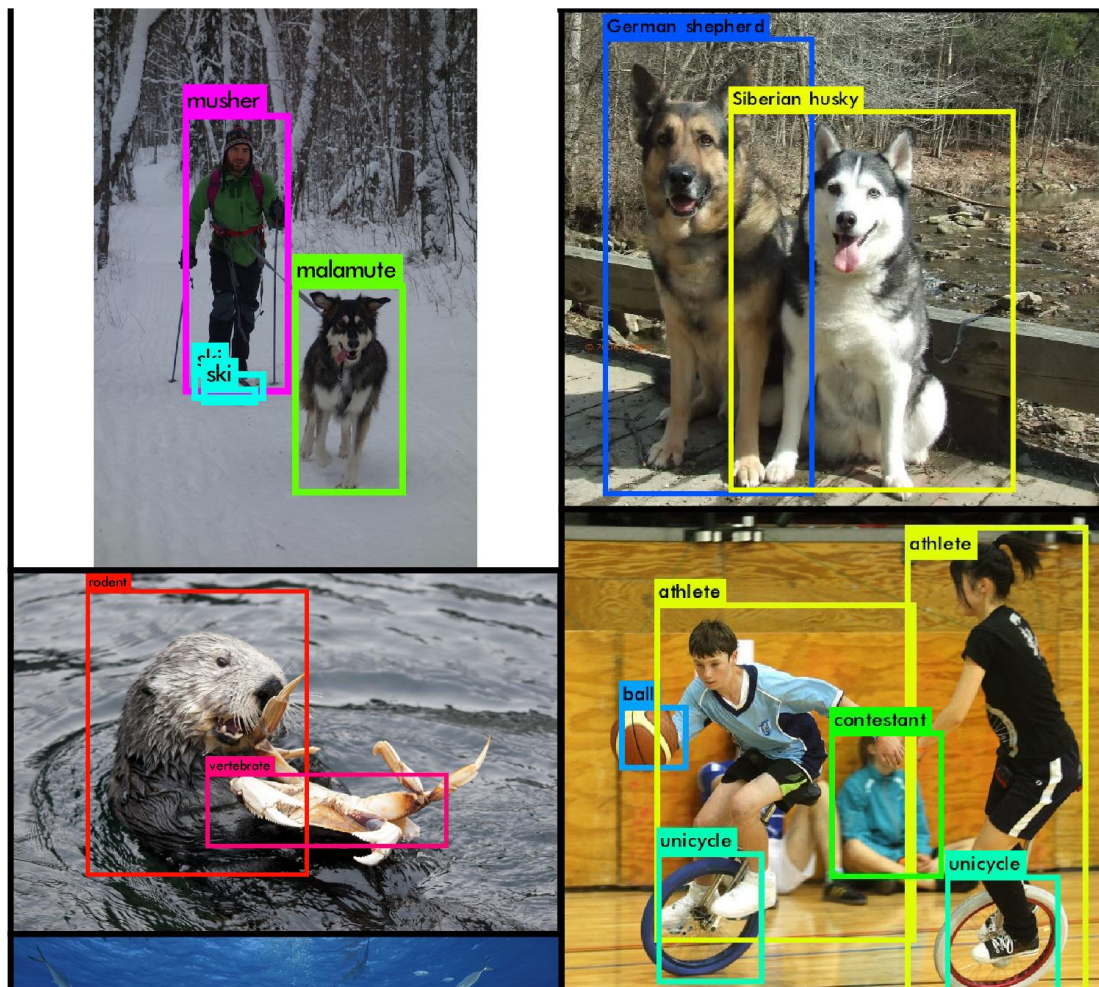 musher
malamute
ski
ski
German shepherd
Siberian husky
rodent
vertebrate
athlete
athlete
ball
contestant
unicycle
unicycle